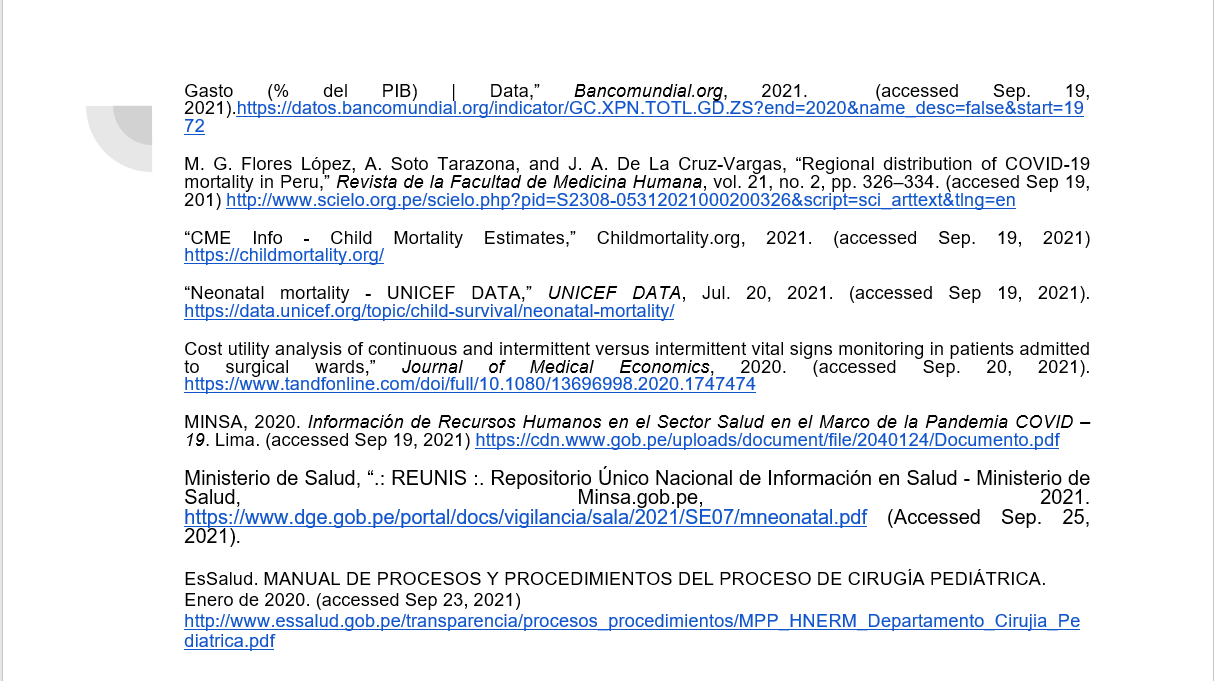 Gasto (% del PIB) | Data,” Bancomundial.org, 2021. (accessed Sep. 19,
2021).https://datos.bancomundial.org/indicator/GC.XPN.TOTL.GD.ZS?end=2020&name_desc=false&start=19
72
M. G. Flores López, A. Soto Tarazona, and J. A. De La Cruz-Vargas, “Regional distribution of COVID-19
mortality in Peru,” Revista de la Facultad de Medicina Humana, vol. 21, no. 2, pp. 326–334. (accesed Sep 19,
201) http://www.scielo.org.pe/scielo.php?pid=S2308-05312021000200326&script=sci_arttext&tlng=en
“CME Info - Child Mortality Estimates,” Childmortality.org, 2021. (accessed Sep. 19, 2021)
https://childmortality.org/
“Neonatal mortality - UNICEF DATA,” UNICEF DATA, Jul. 20, 2021. (accessed Sep 19, 2021).
https://data.unicef.org/topic/child-survival/neonatal-mortality/
Cost utility analysis of continuous and intermittent versus intermittent vital signs monitoring in patients admitted
to surgical wards,” Journal of Medical Economics, 2020. (accessed Sep. 20, 2021).
https://www.tandfonline.com/doi/full/10.1080/13696998.2020.1747474
MINSA, 2020. Información de Recursos Humanos en el Sector Salud en el Marco de la Pandemia COVID –
19. Lima. (accessed Sep 19, 2021) https://cdn.www.gob.pe/uploads/document/file/2040124/Documento.pdf
Ministerio de Salud, “.: REUNIS :. Repositorio Único Nacional de Información en Salud - Ministerio de
Salud, Minsa.gob.pe, 2021.
https://www.dge.gob.pe/portal/docs/vigilancia/sala/2021/SE07/mneonatal.pdf (Accessed Sep. 25,
2021).
EsSalud. MANUAL DE PROCESOS Y PROCEDIMIENTOS DEL PROCESO DE CIRUGÍA PEDIÁTRICA.
Enero de 2020. (accessed Sep 23, 2021)
http://www.essalud.gob.pe/transparencia/procesos_procedimientos/MPP_HNERM_Departamento_Cirujia_Pe
diatrica.pdf